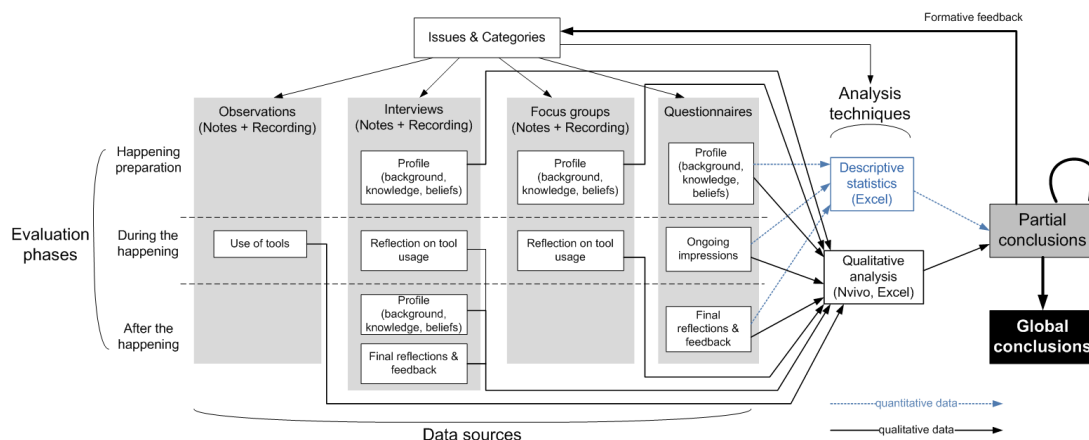 Formative feedback
Issues & Categories
Analysis
techniques
Observations
(Notes + Recording)
Interviews
(Notes + Recording)
Focus groups
(Notes + Recording)
Questionnaires
Evaluation
phases
Happening
preparation
Profile
(background,
knowledge, beliefs)
Profile
(background,
knowledge, beliefs)
Profile
(background,
knowledge,
beliefs)
Descriptive
statistics
(Excel)
During the
happening
Use of tools
Reflection on tool
usage
Reflection on tool
usage
Ongoing
impressions
Qualitative
analysis
(Nvivo, Excel)
Partial
conclusions
After the
happening
Profile
(background,
knowledge, beliefs)
Final reflections &
feedback
Final
reflections &
feedback
Global
conclusions
Data sources
quantitative data
qualitative data